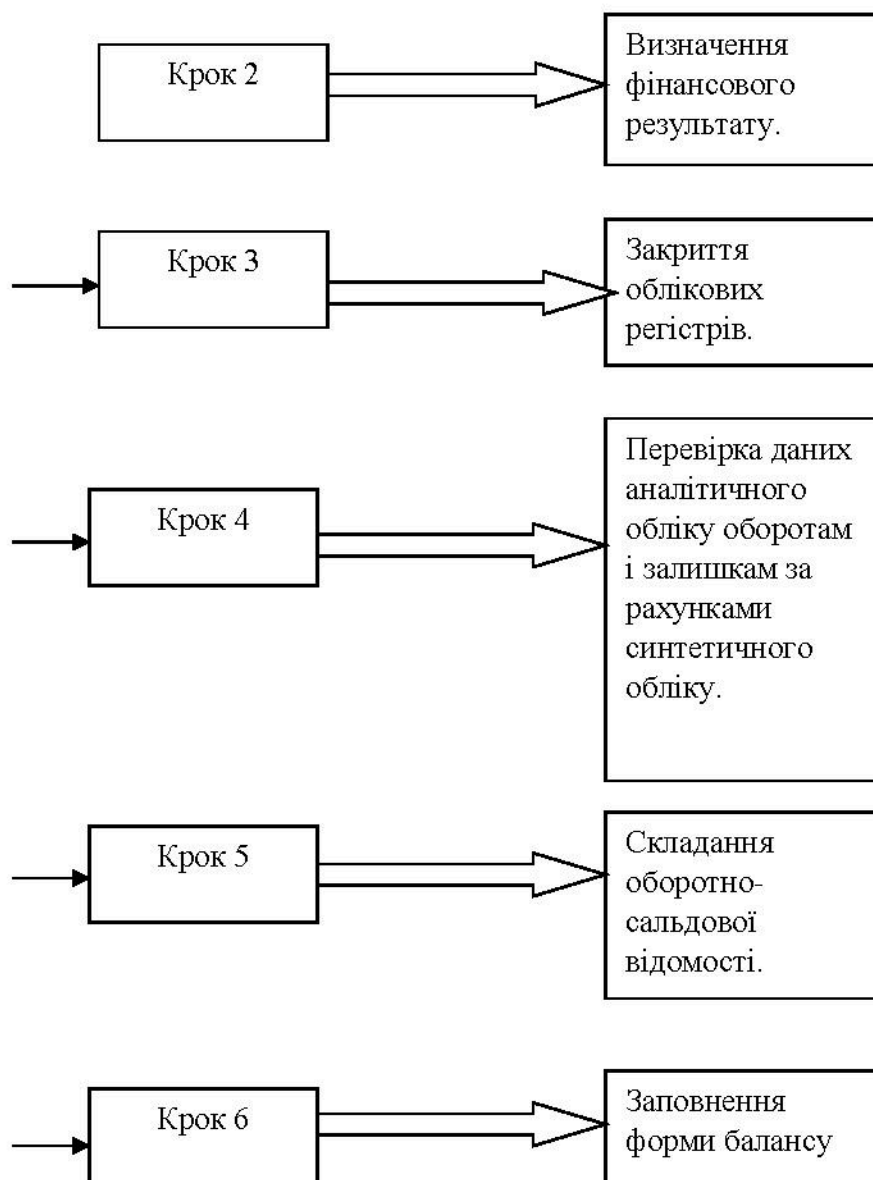 Крок 2
Визначення
фінансового
результату.
Крок 3
Закриття
облікових
регістрів.
Крок 4
Перевірка даних
аналітичного
обліку оборотам
і залишкам за
рахунками
синтетичного
обліку.
Крок 5
Складання
оборотно-
сальдової
відомості.
Крок 6
Заповнення
форми балансу